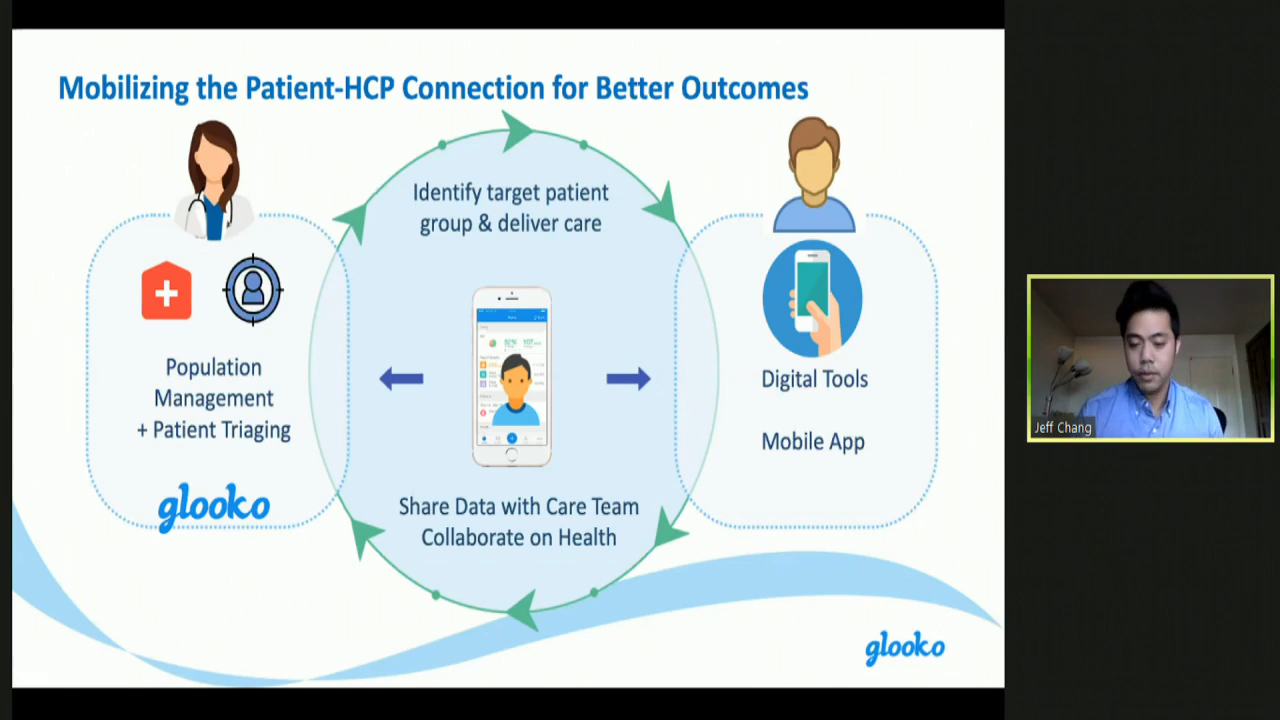 Mobilizing the Patient-HCP Connection for Better Outcomes
Identify target patient
group & deliver care
Population
Management
+ Patient Triaging
glooko
Share Data with Care Team
Collaborate on Health
Digital Tools
Mobile App
glooko
Jeff Chang